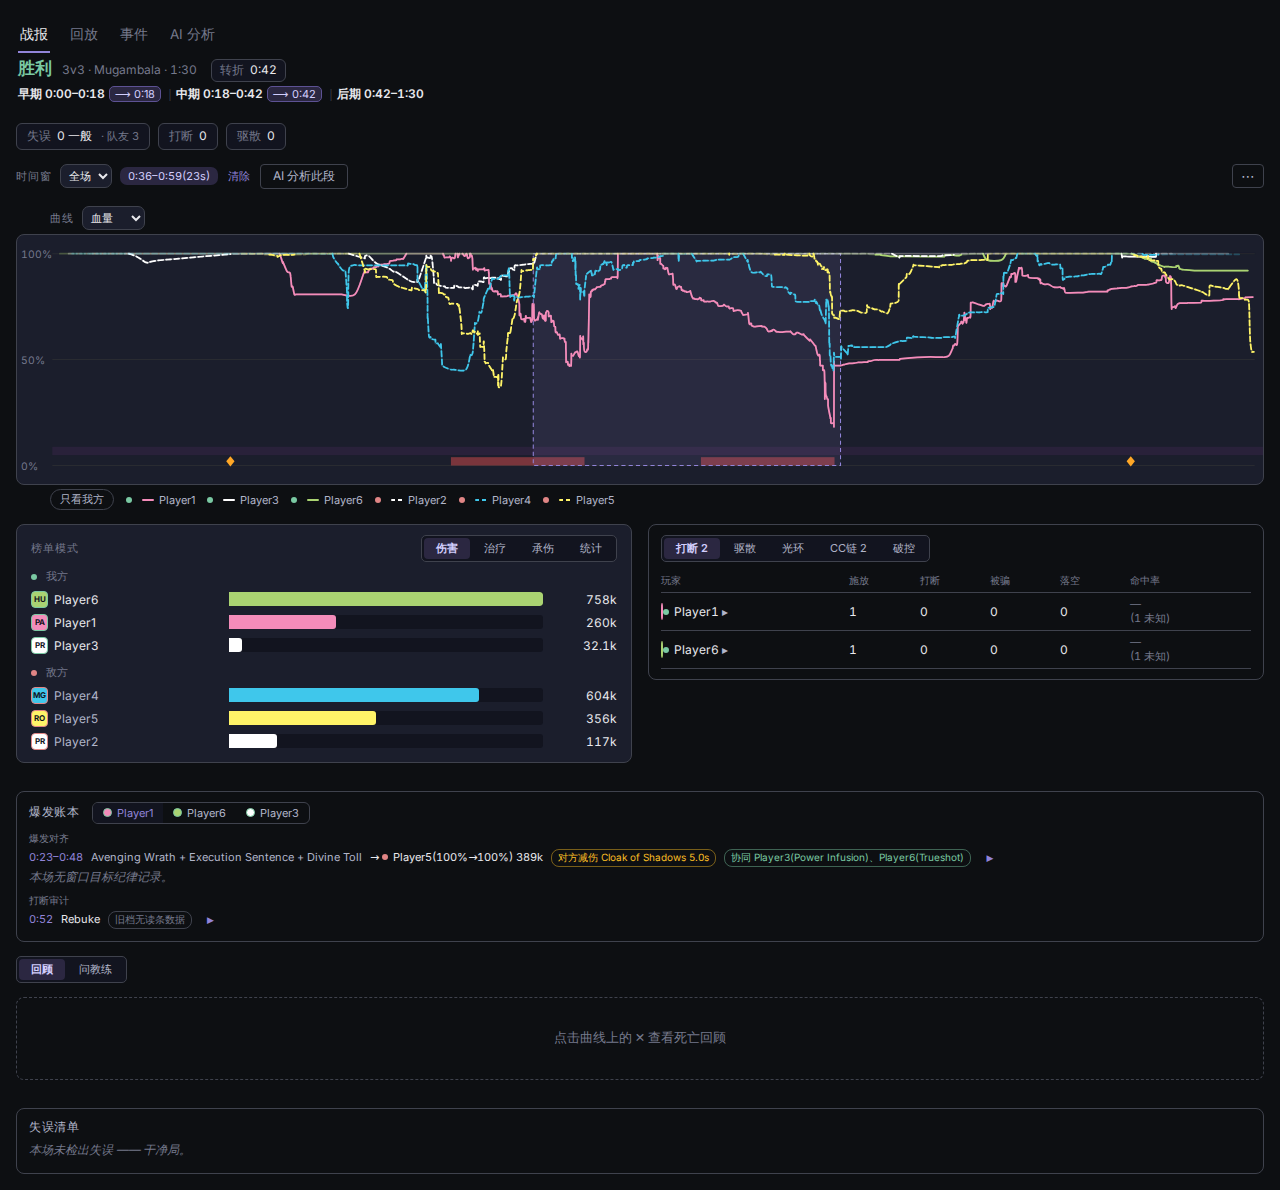 战报 回放 事件 AI 分析
胜利 3v3 · Mugambala · 1:30 转折 0:42
早期 0:00–0:18 ⟶ 0:18 | 中期 0:18–0:42 ⟶ 0:42 | 后期 0:42–1:30
失误 0 一般 · 队友 3 打断 0 驱散 0
时间窗 全场 0:36–0:59(23s) 清除 AI 分析此段 ⋯
曲线 血量
100%
50%
0%
只看我方 Player1 Player3 Player6 Player2 Player4 Player5
榜单模式 伤害 治疗 承伤 统计
我方
HU Player6 758k
PA Player1 260k
PR Player3 32.1k
敌方
MG Player4 604k
RO Player5 356k
PR Player2 117k
打断 2 驱散 光环 CC链 2 破控
玩家 施放 打断 被骗 落空 命中率
Player1 ▸ 1 0 0 0 — (1 未知)
Player6 ▸ 1 0 0 0 — (1 未知)
爆发账本 Player1 Player6 Player3
爆发对齐
0:23–0:48 Avenging Wrath + Execution Sentence + Divine Toll → Player5(100%→100%) 389k 对方减伤 Cloak of Shadows 5.0s 协同 Player3(Power Infusion)、Player6(Trueshot) ▸
本场无窗口目标纪律记录。
打断审计
0:52 Rebuke 旧档无读条数据 ▸
回顾 问教练
点击曲线上的 ✕ 查看死亡回顾
失误清单
本场未检出失误 —— 干净局。